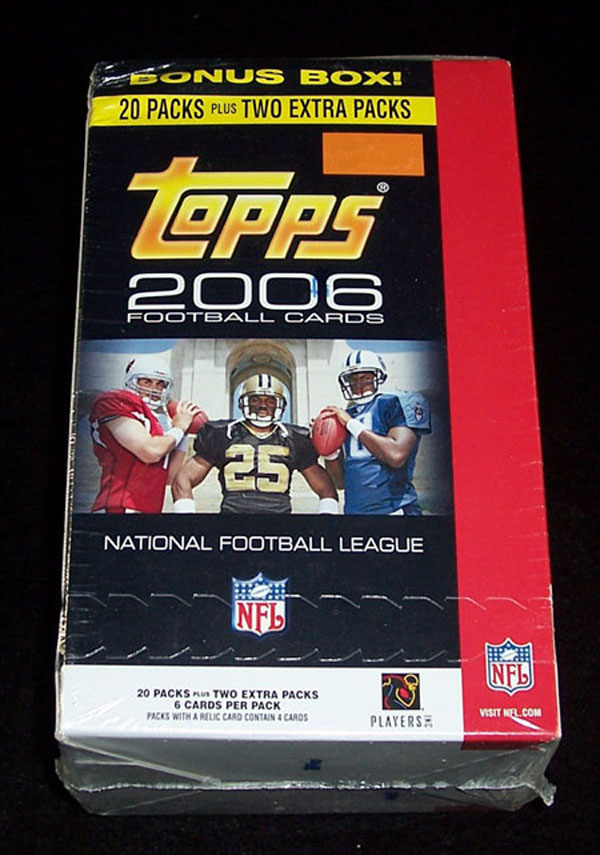 BONUS BOX!
20 PACKS PLUS TWO EXTRA PACKS
TOPPS®
2006
FOOTBALL CARDS
25
NATIONAL FOOTBALL LEAGUE
NFL
NFL
20 PACKS PLUS TWO EXTRA PACKS
6 CARDS PER PACK
PACKS WITH A RELIC CARD CONTAIN 4 CARDS
PLAYERS INC
VISIT NFL.COM